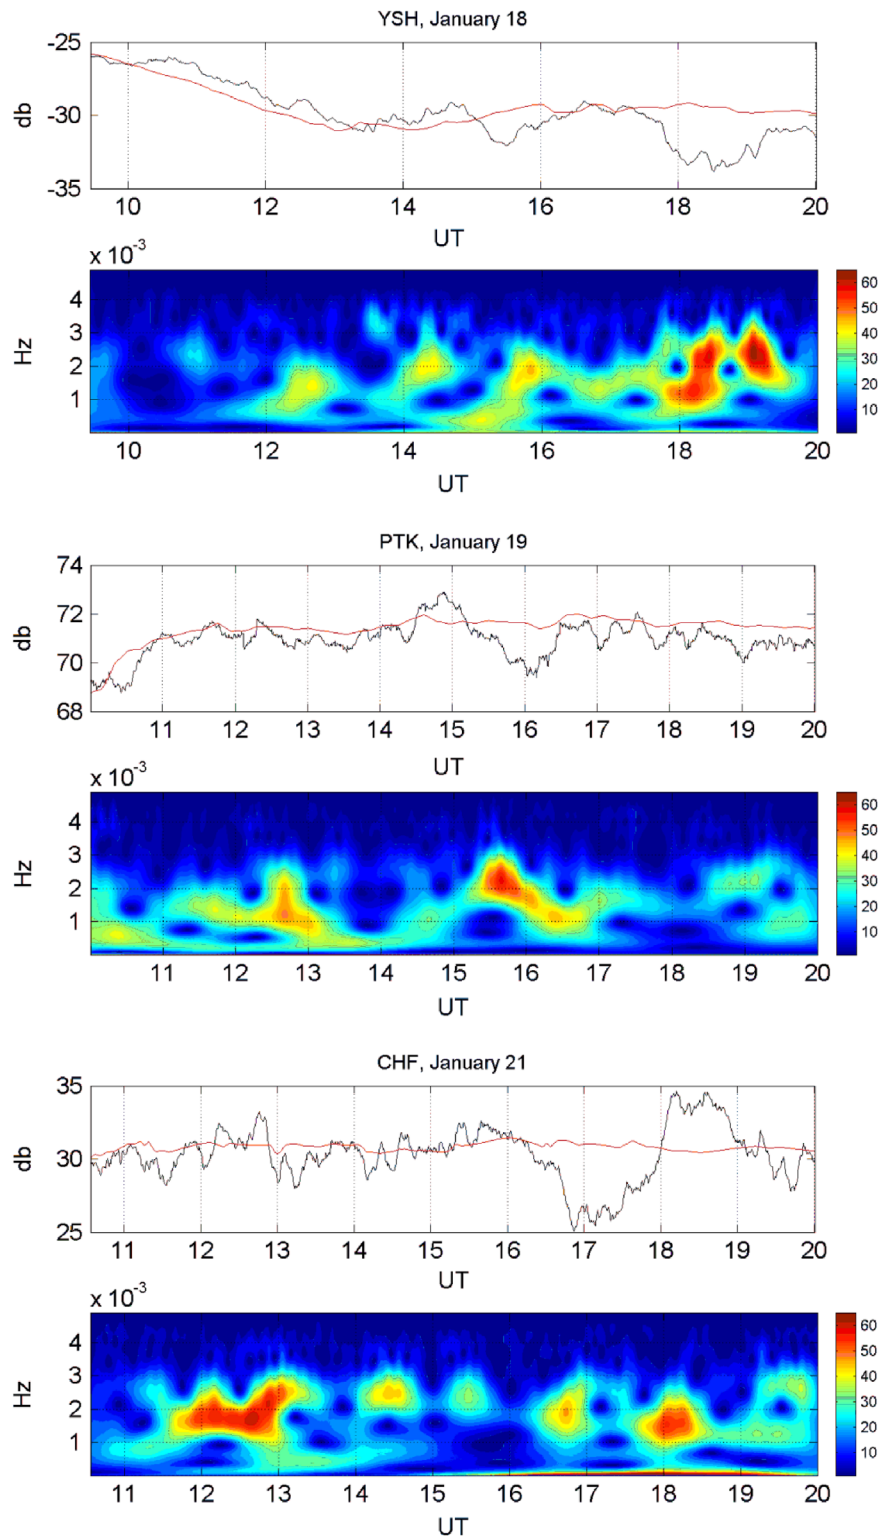 YSH, January 18
-25
-30
-35
db
10 12 14 16 18 20
UT
x 10-3
4
3
2
1
Hz
60
50
40
30
20
10
10 12 14 16 18 20
UT
PTK, January 19
74
72
70
68
db
11 12 13 14 15 16 17 18 19 20
UT
x 10-3
4
3
2
1
Hz
60
50
40
30
20
10
11 12 13 14 15 16 17 18 19 20
UT
CHF, January 21
35
30
25
db
11 12 13 14 15 16 17 18 19 20
UT
x 10-3
4
3
2
1
Hz
60
50
40
30
20
10
11 12 13 14 15 16 17 18 19 20
UT